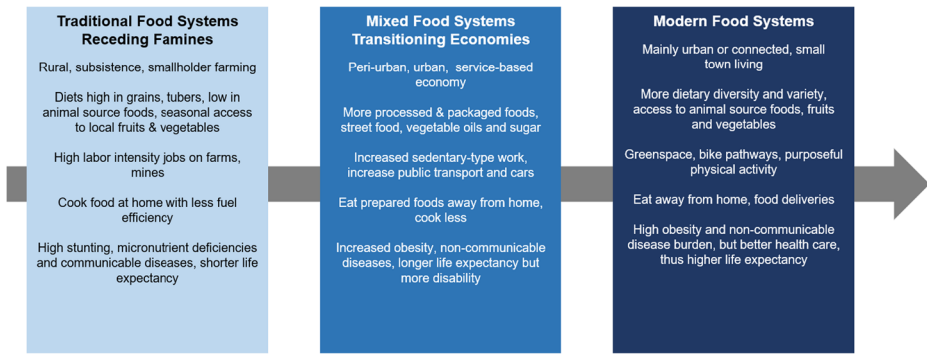 Traditional Food Systems
Receding Famines
Rural, subsistence, smallholder farming
Diets high in grains, tubers, low in
animal source foods, seasonal access
to local fruits & vegetables
High labor intensity jobs on farms,
mines
Cook food at home with less fuel
efficiency
High stunting, micronutrient deficiencies
and communicable diseases, shorter life
expectancy
Mixed Food Systems
Transitioning Economies
Peri-urban, urban, service-based
economy
More processed & packaged foods,
street food, vegetable oils and sugar
Increased sedentary-type work,
increase public transport and cars
Eat prepared foods away from home,
cook less
Increased obesity, non-communicable
diseases, longer life expectancy but
more disability
Modern Food Systems
Mainly urban or connected, small
town living
More dietary diversity and variety,
access to animal source foods, fruits
and vegetables
Greenspace, bike pathways, purposeful
physical activity
Eat away from home, food deliveries
High obesity and non-communicable
disease burden, but better health care,
thus higher life expectancy